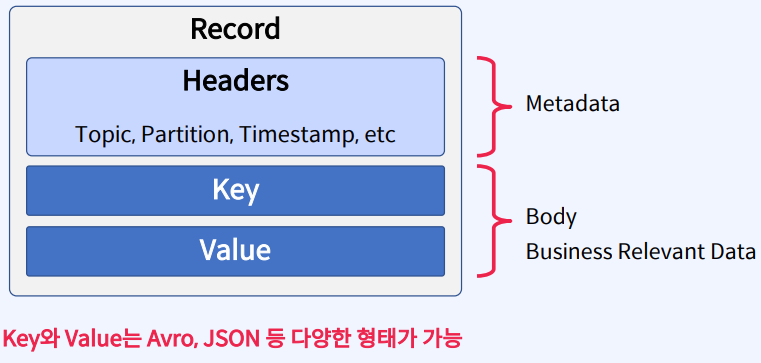 Record
Headers
Topic, Partition, Timestamp, etc
Metadata
Key
Value
Body
Business Relevant Data
Key와 Value는 Avro, JSON 등 다양한 형태가 가능